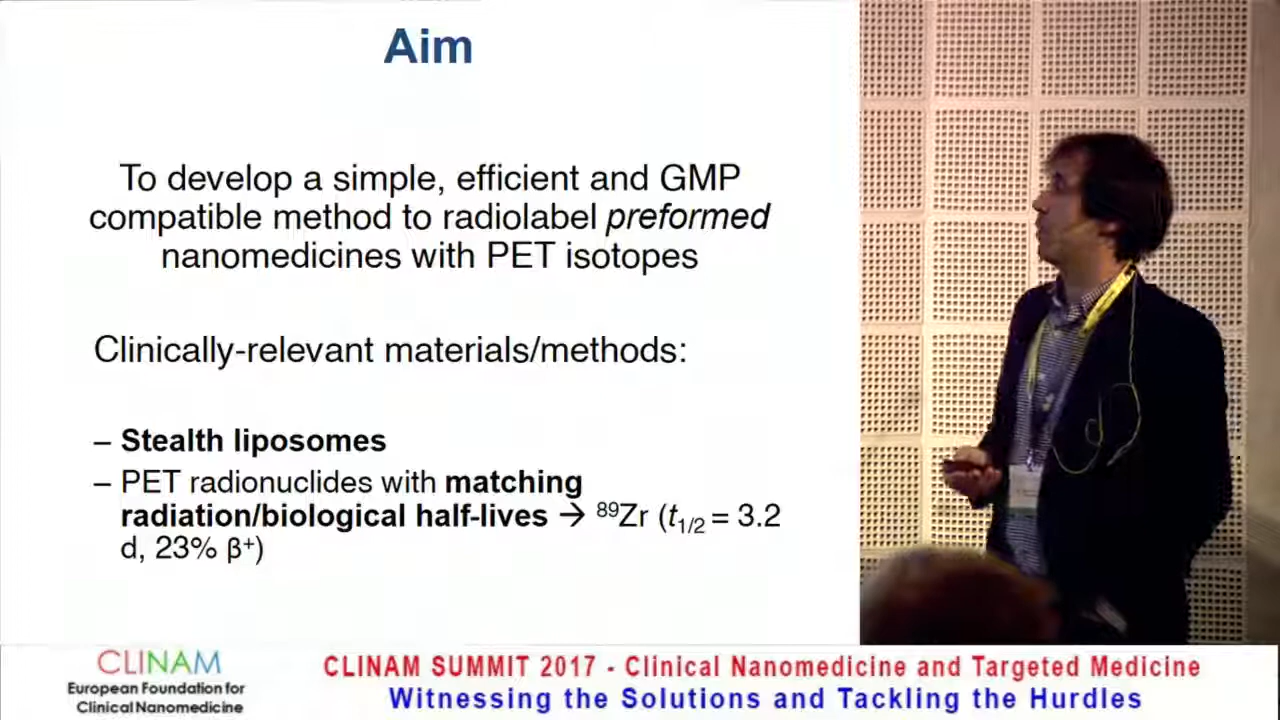 Aim
To develop a simple, efficient and GMP
compatible method to radiolabel preformed
nanomedicines with PET isotopes
Clinically-relevant materials/methods:
– Stealth liposomes
– PET radionuclides with matching
radiation/biological half-lives → ⁸⁹Zr (t1/2 = 3.2
d, 23% β⁺)
CLINAM
European Foundation for
Clinical Nanomedicine
CLINAM SUMMIT 2017 - Clinical Nanomedicine and Targeted Medicine
Witnessing the Solutions and Tackling the Hurdles